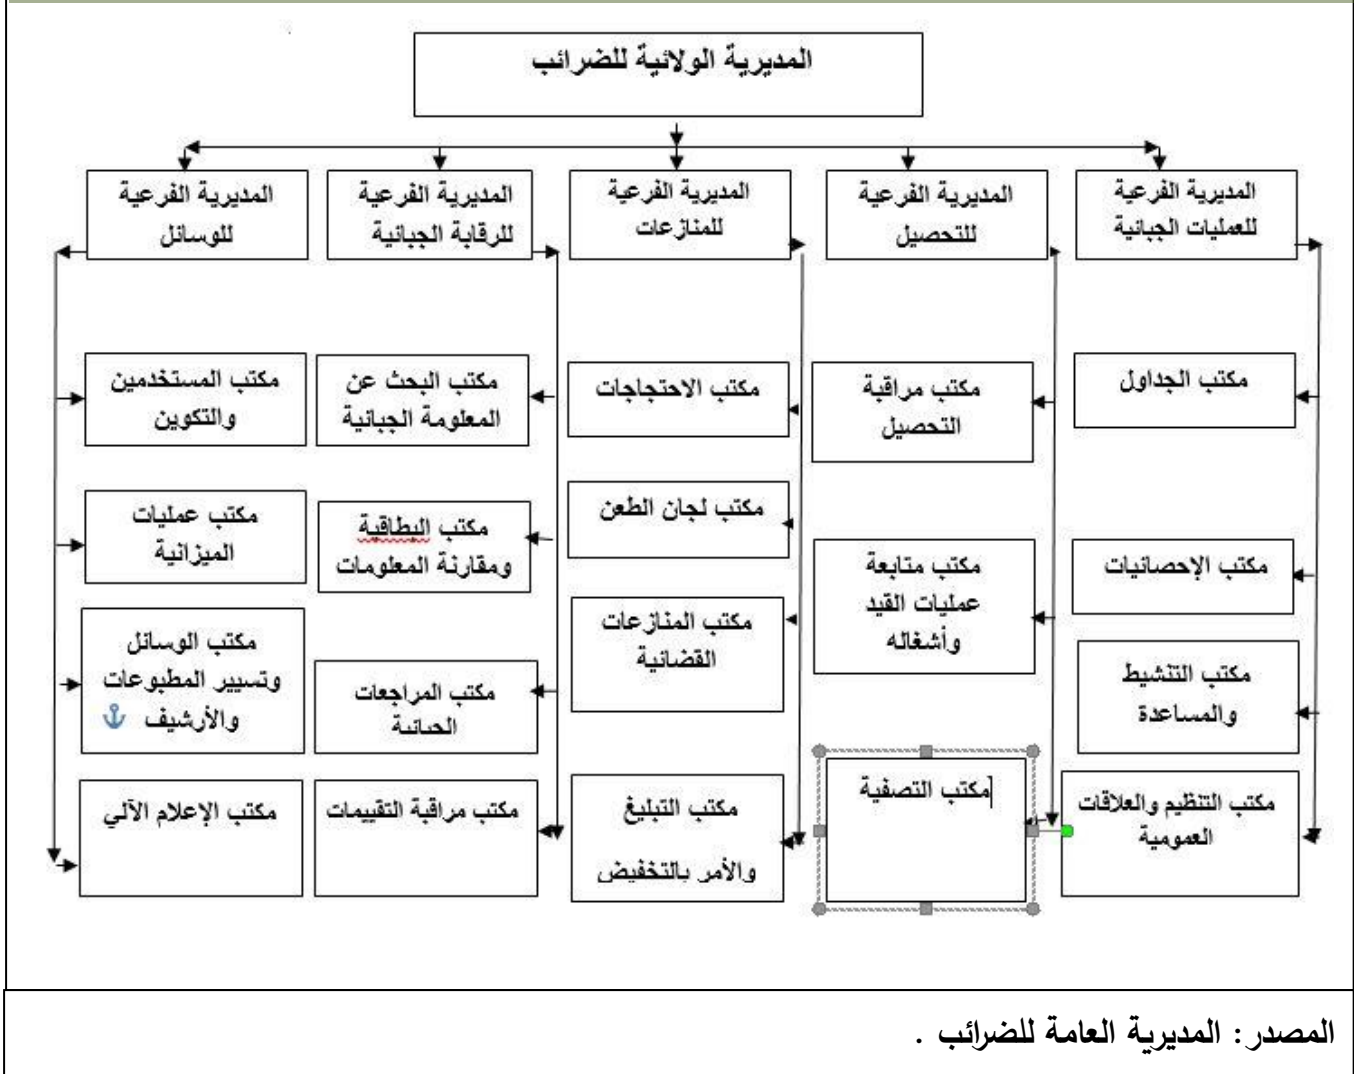 المديرية الولائية للضرائب
المديرية الفرعية
للعمليات الجبائية
المديرية الفرعية
للتحصيل
المديرية الفرعية
للمنازعات
المديرية الفرعية
للرقابة الجبائية
المديرية الفرعية
للوسائل
مكتب الجداول
مكتب الإحصائيات
مكتب التنشيط
والمساعدة
مكتب التنظيم والعلاقات
العمومية
مكتب مراقبة
التحصيل
مكتب متابعة
عمليات القيد
وأشغاله
مكتب التصفية
مكتب الاحتجاجات
مكتب لجان الطعن
مكتب المنازعات
القضائية
مكتب التبليغ
والأمر بالتخفيض
مكتب البحث عن
المعلومة الجبائية
مكتب البطاقية
ومقارنة المعلومات
مكتب المراجعات
الجبائية
مكتب مراقبة التقييمات
مكتب المستخدمين
والتكوين
مكتب عمليات
الميزانية
مكتب الوسائل
وتسيير المطبوعات
والأرشيف
مكتب الإعلام الآلي
المصدر: المديرية العامة للضرائب .